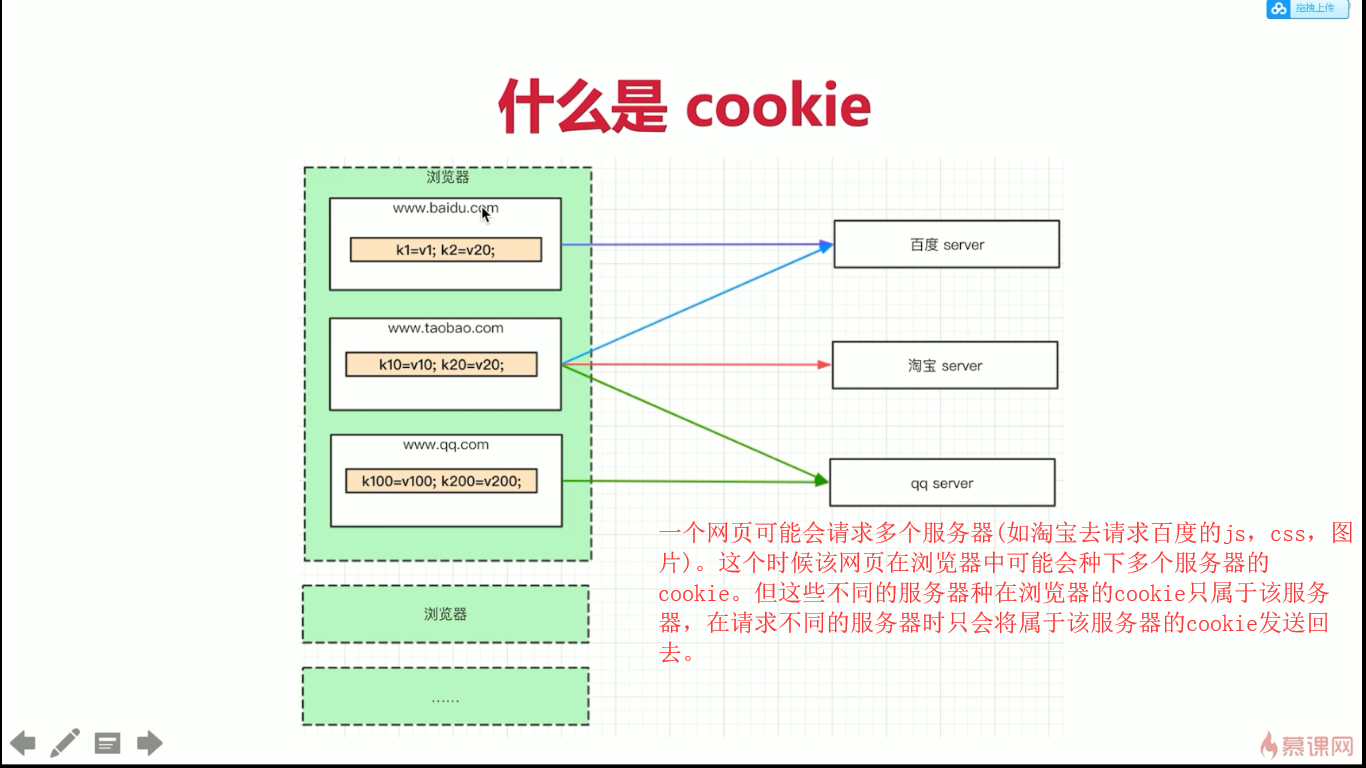 拖拽上传
什么是 cookie
浏览器
www.baidu.com
k1=v1; k2=v20;
百度 server
www.taobao.com
k10=v10; k20=v20;
淘宝 server
www.qq.com
k100=v100; k200=v200;
qq server
一个网页可能会请求多个服务器(如淘宝去请求百度的js，css，图
片)。这个时候该网页在浏览器中可能会种下多个服务器的
cookie。但这些不同的服务器种在浏览器的cookie只属于该服务
器，在请求不同的服务器时只会将属于该服务器的cookie发送回
去。
浏览器
......
慕课网